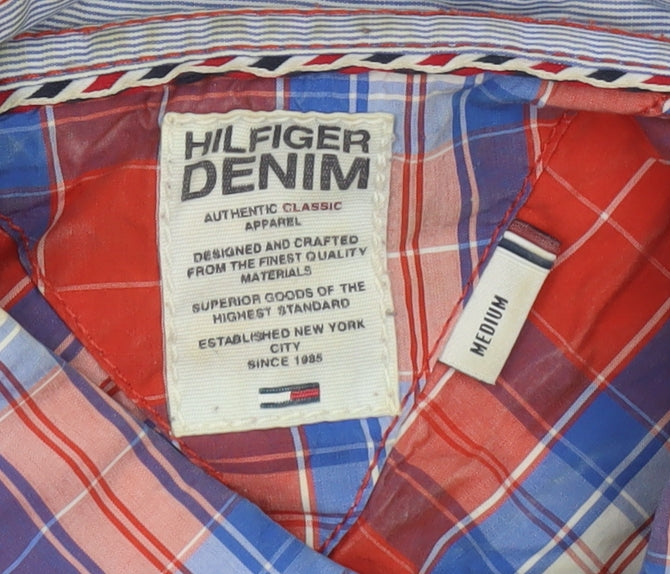 HILFIGER
DENIM
AUTHENTIC CLASSIC
APPAREL
DESIGNED AND CRAFTED
FROM THE FINEST QUALITY
MATERIALS
SUPERIOR GOODS OF THE
HIGHEST STANDARD
ESTABLISHED NEW YORK
CITY
SINCE 1985
MEDIUM